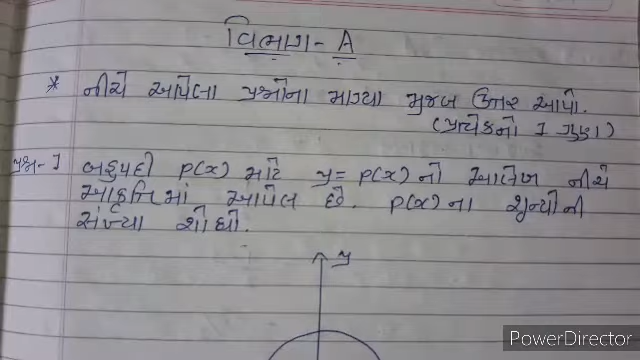 વિભાગ - A
* નીચે આપેલા પ્રશ્નોના માગ્યા મુજબ ઉત્તર આપો.
(પ્રત્યેકનો 1 ગુણ)
પ્રશ્ન-1 બહુપદી p(x) માટે y = p(x) નો આલેખ નીચે
આકૃતિમાં આપેલ છે. p(x) ના શૂન્યોની
સંખ્યા શોધો.
y
PowerDirector